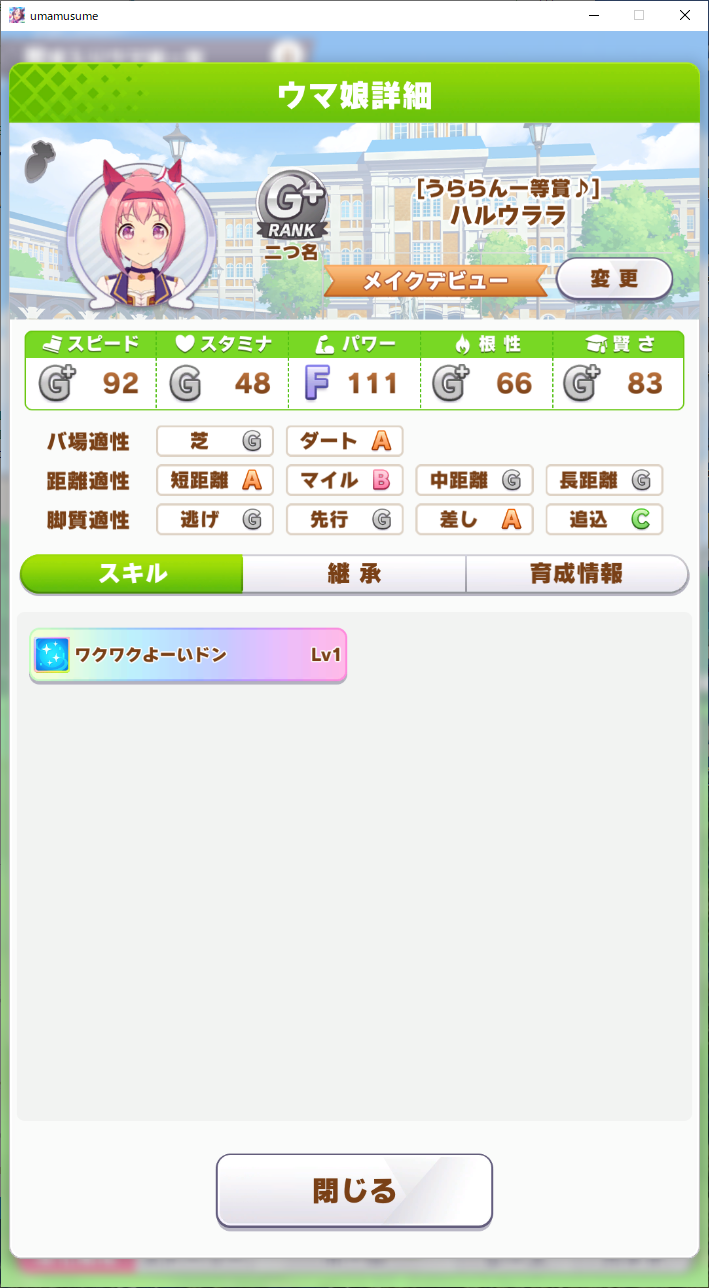 umamusume
ウマ娘詳細
G+
RANK
二つ名
[うららん一等賞♪]
ハルウララ
メイクデビュー
変更
スピード スタミナ パワー 根性 賢さ
G+ 92 G 48 F 111 G+ 66 G+ 83
バ場適性 芝 G ダート A
距離適性 短距離 A マイル B 中距離 G 長距離 G
脚質適性 逃げ G 先行 G 差し A 追込 C
スキル 継承 育成情報
ワクワクよーいドン Lv1
閉じる